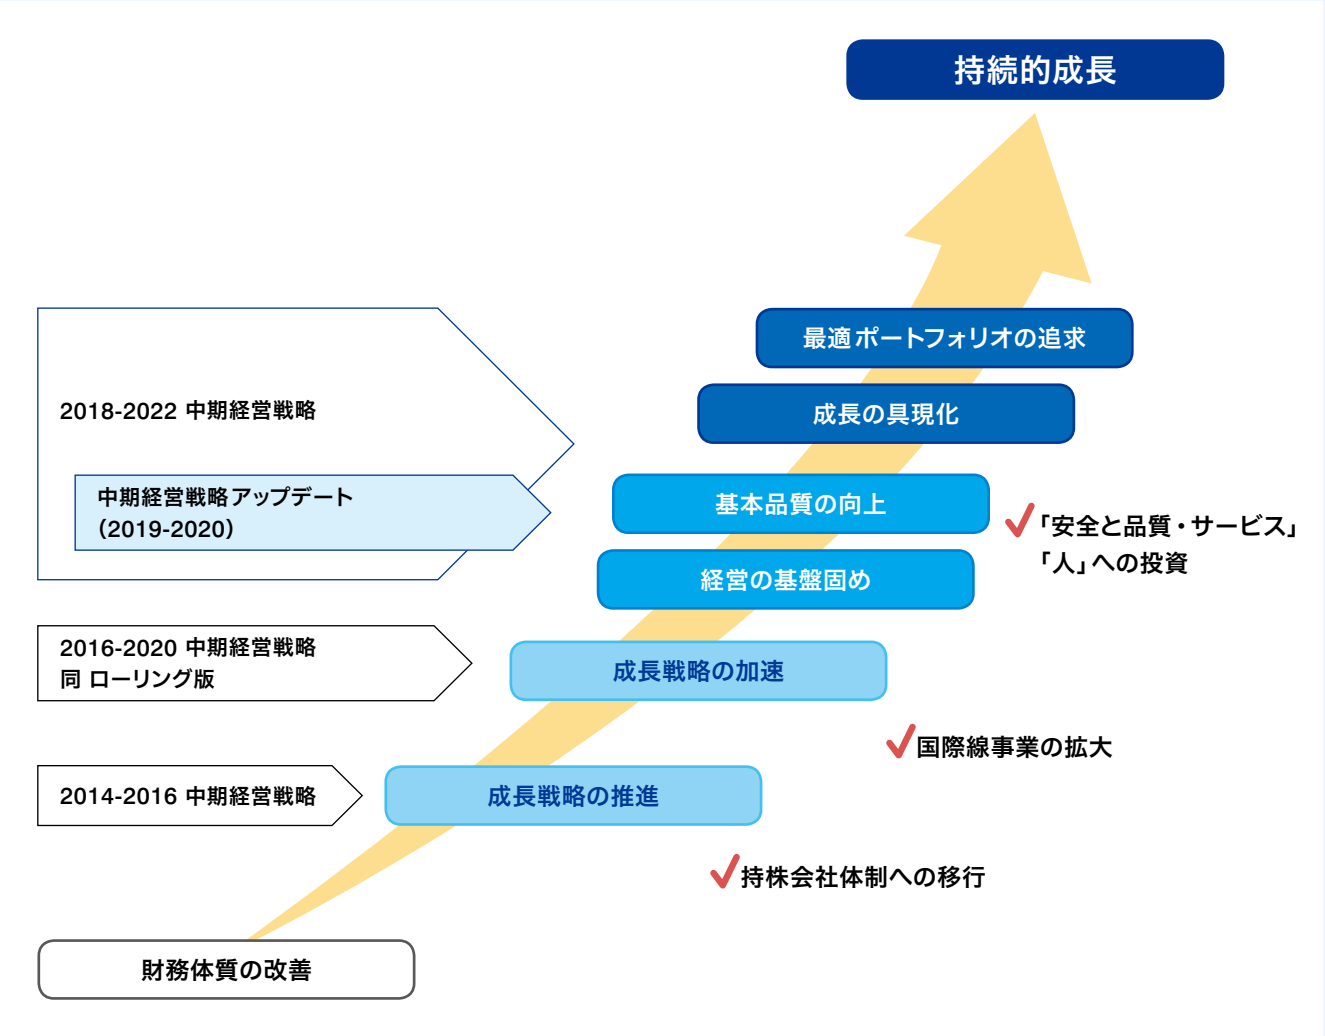 持続的成長
最適ポートフォリオの追求
2018-2022 中期経営戦略
成長の具現化
中期経営戦略アップデート
（2019-2020）
基本品質の向上
「安全と品質・サービス」
「人」への投資
経営の基盤固め
2016-2020 中期経営戦略
同 ローリング版
成長戦略の加速
国際線事業の拡大
2014-2016 中期経営戦略
成長戦略の推進
持株会社体制への移行
財務体質の改善